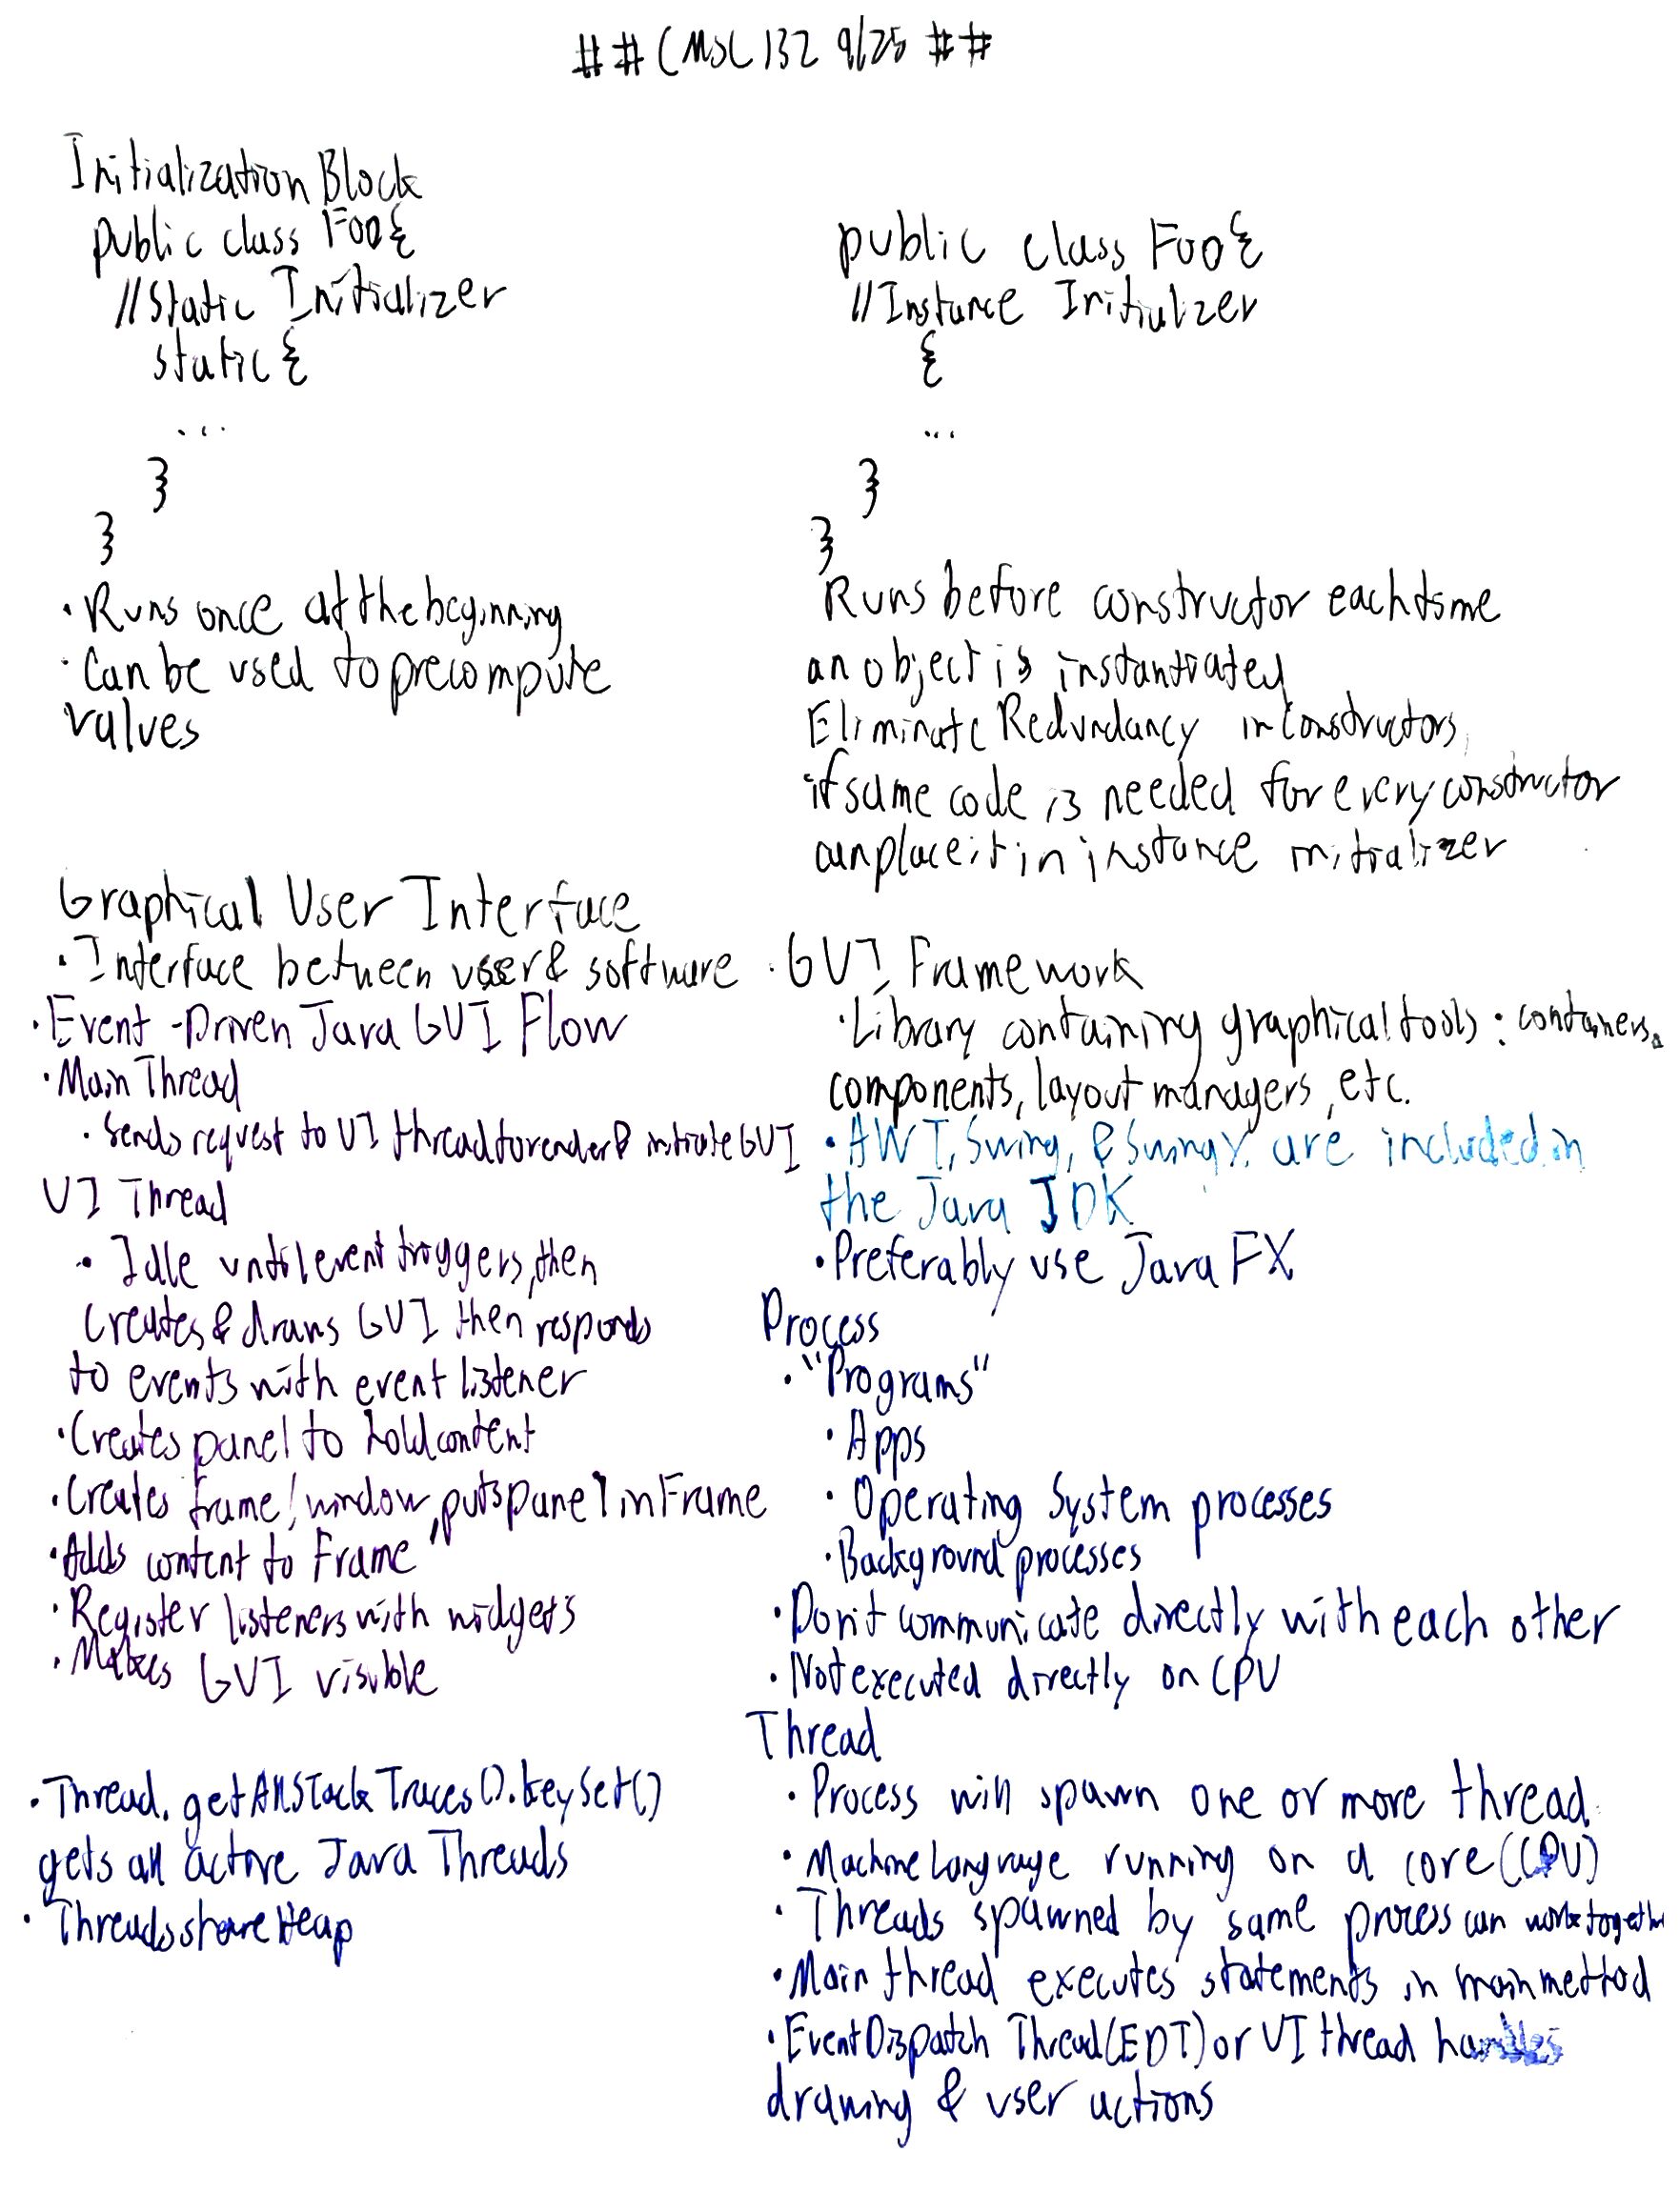 ## CMSC 132 9/25 ##
Initialization Block
public class Foo{
//Static Initializer
static {
...
}
}
• Runs once at the beginning
• Can be used to precompute
values
public class Foo{
//Instance Initializer
{
...
}
}
Runs before constructor each time
an object is instantiated
Eliminate Redundancy in Constructors,
if same code is needed for every constructor
can place it in instance initializer
Graphical User Interface
• Interface between user & software
• Event-Driven Java GUI Flow
• Main Thread
• Sends request to UI thread to render & initiate GUI
UI Thread
• Idle until event triggers, then
creates & draws GUI then responds
to events with event listener
• Creates panel to hold content
• Creates frame/window, puts panel in Frame
• Adds content to Frame
• Register listeners with widgets
• Makes GUI visible
• Thread.getAllStackTraces().keySet()
gets all active Java Threads
• Threads share Heap
• GUI Framework
• Library containing graphical tools: containers,
components, layout managers, etc.
• AWT, Swing, & SwingX are included in
the Java JDK
• Preferably use Java FX
Process
• "Programs"
• Apps
• Operating System processes
• Background processes
• Don't communicate directly with each other
• Not executed directly on CPU
Thread
• Process will spawn one or more thread.
• Machine Language running on a core (CPU)
• Threads spawned by same process can work together
• Main thread executes statements in main method
• Event Dispatch Thread (EDT) or UI thread handles
drawing & user actions